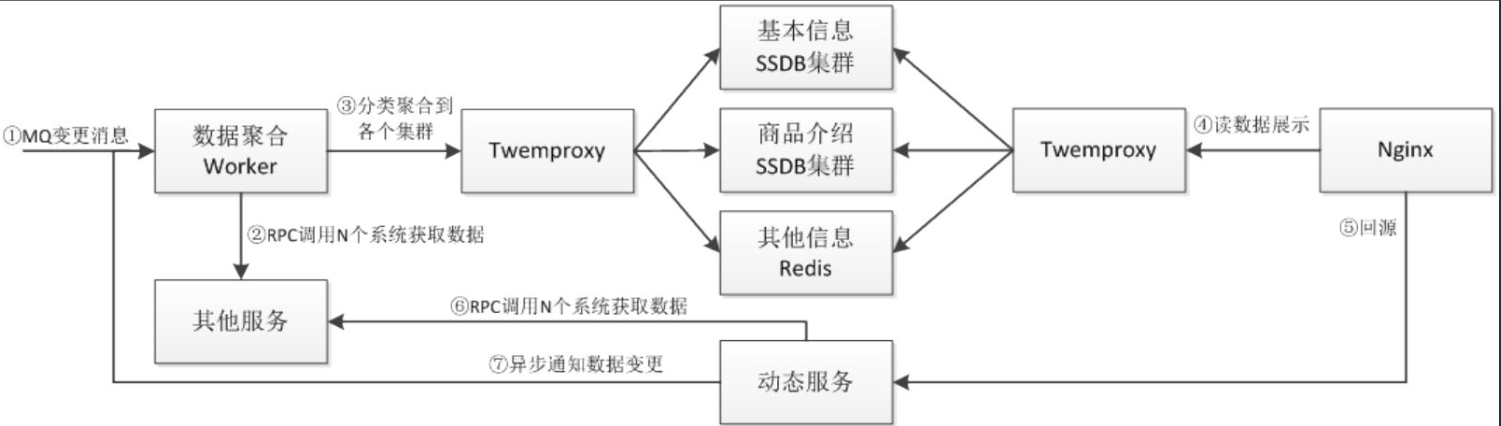 基本信息
SSDB集群
①MQ变更消息
数据聚合
Worker
③分类聚合到
各个集群
Twemproxy
商品介绍
SSDB集群
Twemproxy
④读数据展示
Nginx
②RPC调用N个系统获取数据
其他信息
Redis
⑤回源
其他服务
⑥RPC调用N个系统获取数据
⑦异步通知数据变更
动态服务